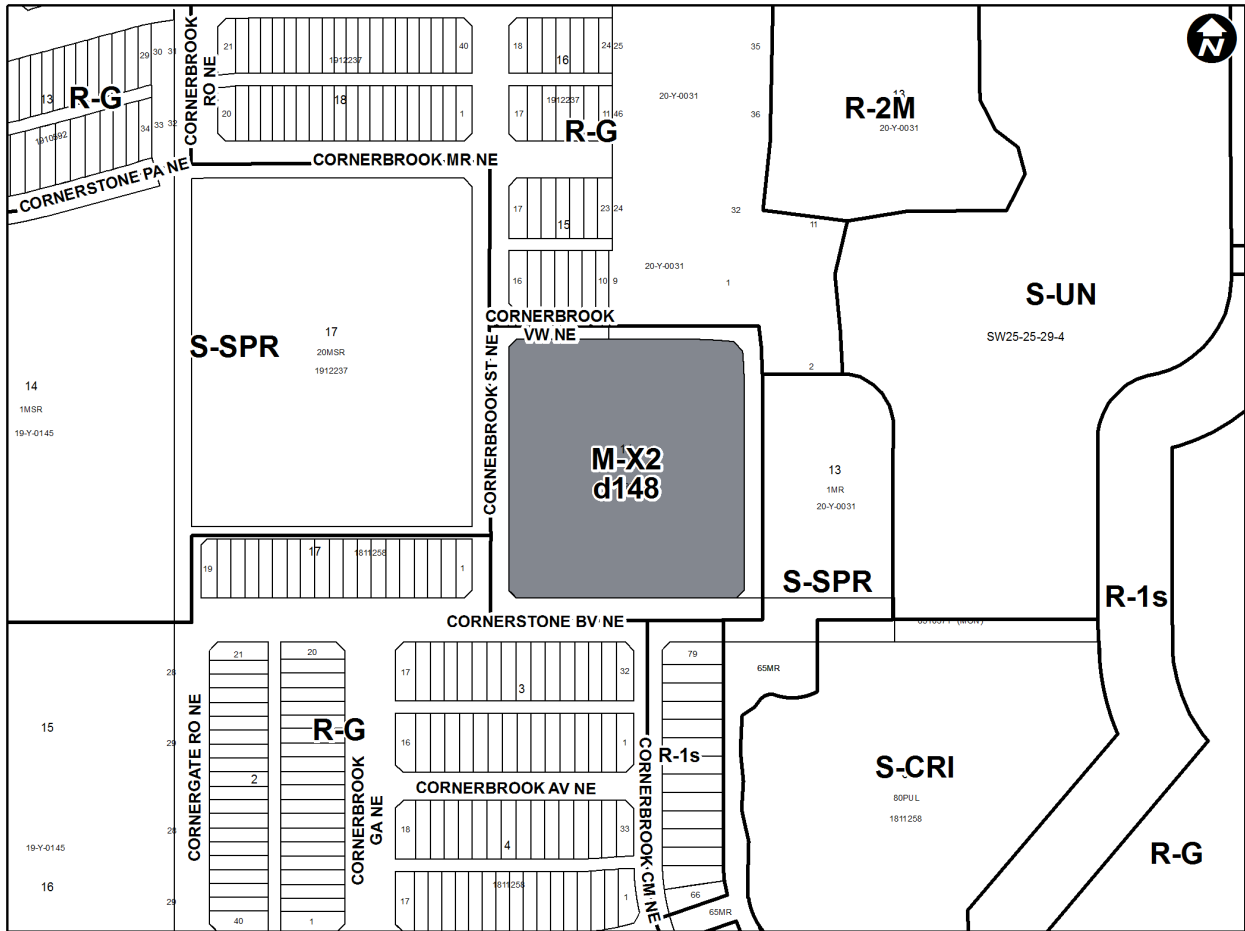 N
21
40
1912237
18
20
1
18
24
25
16
1912237
17
11
46
R-G
35
20-Y-0031
36
13
R-2M
20-Y-0031
29
30
31
13
R-G
1910592
34
33
32
CORNERBROOK
RO NE
CORNERSTONE PA NE
CORNERBROOK MR NE
17
23
24
15
16
10
9
32
11
20-Y-0031
1
2
S-UN
SW25-25-29-4
CORNERBROOK
VW NE
CORNERBROOK ST NE
17
S-SPR
20MSR
1912237
14
1MSR
19-Y-0145
M-X2
d148
13
1MR
20-Y-0031
S-SPR
R-1s
19
17
1811258
1
CORNERSTONE BV NE
21
20
17
32
3
79
65MR
28
15
29
R-G
16
1
R-1s
CORNERGATE RO NE
2
CORNERBROOK
GA NE
CORNERBROOK AV NE
CORNERBROOK CM NE
S-CRI
80PUL
1811258
18
33
4
28
19-Y-0145
16
29
40
1
17
1811258
1
66
65MR
R-G